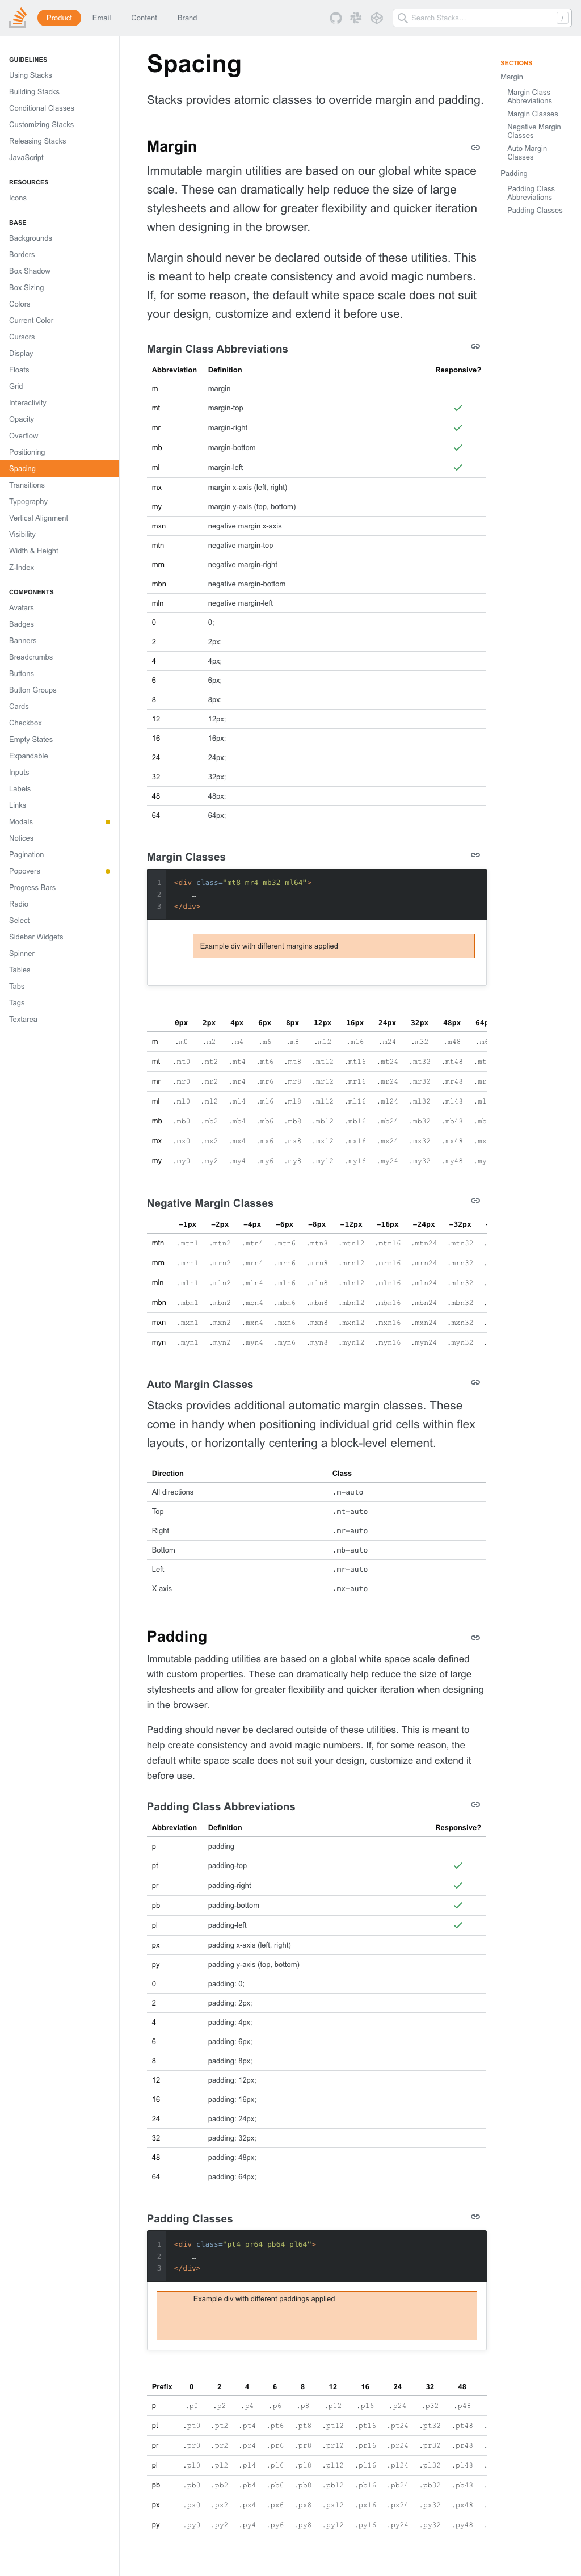 Product Email Content Brand Search Stacks… /
GUIDELINES
Using Stacks
Building Stacks
Conditional Classes
Customizing Stacks
Releasing Stacks
JavaScript
RESOURCES
Icons
BASE
Backgrounds
Borders
Box Shadow
Box Sizing
Colors
Current Color
Cursors
Display
Floats
Grid
Interactivity
Opacity
Overflow
Positioning
Spacing
Transitions
Typography
Vertical Alignment
Visibility
Width & Height
Z-Index
COMPONENTS
Avatars
Badges
Banners
Breadcrumbs
Buttons
Button Groups
Cards
Checkbox
Empty States
Expandable
Inputs
Labels
Links
Modals
Notices
Pagination
Popovers
Progress Bars
Radio
Select
Sidebar Widgets
Spinner
Tables
Tabs
Tags
Textarea
Spacing
Stacks provides atomic classes to override margin and padding.
Margin
Immutable margin utilities are based on our global white space
scale. These can dramatically help reduce the size of large
stylesheets and allow for greater flexibility and quicker iteration
when designing in the browser.
Margin should never be declared outside of these utilities. This
is meant to help create consistency and avoid magic numbers.
If, for some reason, the default white space scale does not suit
your design, customize and extend it before use.
Margin Class Abbreviations
Abbreviation Definition Responsive?
m margin
mt margin-top
mr margin-right
mb margin-bottom
ml margin-left
mx margin x-axis (left, right)
my margin y-axis (top, bottom)
mxn negative margin x-axis
mtn negative margin-top
mrn negative margin-right
mbn negative margin-bottom
mln negative margin-left
0 0;
2 2px;
4 4px;
6 6px;
8 8px;
12 12px;
16 16px;
24 24px;
32 32px;
48 48px;
64 64px;
Margin Classes
1 <div class="mt8 mr4 mb32 ml64">
2 …
3 </div>
Example div with different margins applied
0px 2px 4px 6px 8px 12px 16px 24px 32px 48px 64p
m .m0 .m2 .m4 .m6 .m8 .m12 .m16 .m24 .m32 .m48 .m6
mt .mt0 .mt2 .mt4 .mt6 .mt8 .mt12 .mt16 .mt24 .mt32 .mt48 .mt
mr .mr0 .mr2 .mr4 .mr6 .mr8 .mr12 .mr16 .mr24 .mr32 .mr48 .mr
ml .ml0 .ml2 .ml4 .ml6 .ml8 .ml12 .ml16 .ml24 .ml32 .ml48 .ml
mb .mb0 .mb2 .mb4 .mb6 .mb8 .mb12 .mb16 .mb24 .mb32 .mb48 .mb
mx .mx0 .mx2 .mx4 .mx6 .mx8 .mx12 .mx16 .mx24 .mx32 .mx48 .mx
my .my0 .my2 .my4 .my6 .my8 .my12 .my16 .my24 .my32 .my48 .my
Negative Margin Classes
−1px −2px −4px −6px −8px −12px −16px −24px −32px -
mtn .mtn1 .mtn2 .mtn4 .mtn6 .mtn8 .mtn12 .mtn16 .mtn24 .mtn32 .
mrn .mrn1 .mrn2 .mrn4 .mrn6 .mrn8 .mrn12 .mrn16 .mrn24 .mrn32 .
mln .mln1 .mln2 .mln4 .mln6 .mln8 .mln12 .mln16 .mln24 .mln32 .
mbn .mbn1 .mbn2 .mbn4 .mbn6 .mbn8 .mbn12 .mbn16 .mbn24 .mbn32 .
mxn .mxn1 .mxn2 .mxn4 .mxn6 .mxn8 .mxn12 .mxn16 .mxn24 .mxn32 .
myn .myn1 .myn2 .myn4 .myn6 .myn8 .myn12 .myn16 .myn24 .myn32 .
Auto Margin Classes
Stacks provides additional automatic margin classes. These
come in handy when positioning individual grid cells within flex
layouts, or horizontally centering a block-level element.
Direction Class
All directions .m-auto
Top .mt-auto
Right .mr-auto
Bottom .mb-auto
Left .mr-auto
X axis .mx-auto
Padding
Immutable padding utilities are based on a global white space scale defined
with custom properties. These can dramatically help reduce the size of large
stylesheets and allow for greater flexibility and quicker iteration when designing
in the browser.
Padding should never be declared outside of these utilities. This is meant to
help create consistency and avoid magic numbers. If, for some reason, the
default white space scale does not suit your design, customize and extend it
before use.
Padding Class Abbreviations
Abbreviation Definition Responsive?
p padding
pt padding-top
pr padding-right
pb padding-bottom
pl padding-left
px padding x-axis (left, right)
py padding y-axis (top, bottom)
0 padding: 0;
2 padding: 2px;
4 padding: 4px;
6 padding: 6px;
8 padding: 8px;
12 padding: 12px;
16 padding: 16px;
24 padding: 24px;
32 padding: 32px;
48 padding: 48px;
64 padding: 64px;
Padding Classes
1 <div class="pt4 pr64 pb64 pl64">
2 …
3 </div>
Example div with different paddings applied
Prefix 0 2 4 6 8 12 16 24 32 48
p .p0 .p2 .p4 .p6 .p8 .p12 .p16 .p24 .p32 .p48
pt .pt0 .pt2 .pt4 .pt6 .pt8 .pt12 .pt16 .pt24 .pt32 .pt48 .
pr .pr0 .pr2 .pr4 .pr6 .pr8 .pr12 .pr16 .pr24 .pr32 .pr48 .
pl .pl0 .pl2 .pl4 .pl6 .pl8 .pl12 .pl16 .pl24 .pl32 .pl48 .
pb .pb0 .pb2 .pb4 .pb6 .pb8 .pb12 .pb16 .pb24 .pb32 .pb48 .
px .px0 .px2 .px4 .px6 .px8 .px12 .px16 .px24 .px32 .px48 .
py .py0 .py2 .py4 .py6 .py8 .py12 .py16 .py24 .py32 .py48 .
SECTIONS
Margin
Margin Class
Abbreviations
Margin Classes
Negative Margin
Classes
Auto Margin
Classes
Padding
Padding Class
Abbreviations
Padding Classes